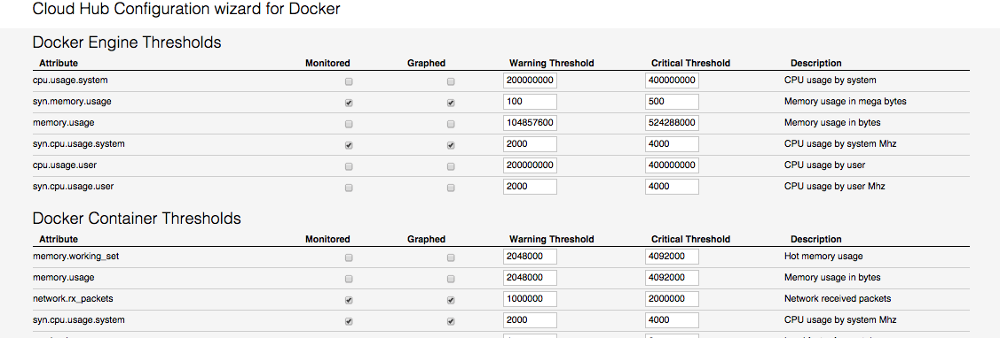 Cloud Hub Configuration wizard for Docker
Docker Engine Thresholds
Attribute Monitored Graphed Warning Threshold Critical Threshold Description
cpu.usage.system 200000000 400000000 CPU usage by system
syn.memory.usage 100 500 Memory usage in mega bytes
memory.usage 104857600 524288000 Memory usage in bytes
syn.cpu.usage.system 2000 4000 CPU usage by system Mhz
cpu.usage.user 200000000 400000000 CPU usage by user
syn.cpu.usage.user 2000 4000 CPU usage by user Mhz
Docker Container Thresholds
Attribute Monitored Graphed Warning Threshold Critical Threshold Description
memory.working_set 2048000 4092000 Hot memory usage
memory.usage 2048000 4092000 Memory usage in bytes
network.rx_packets 1000000 2000000 Network received packets
syn.cpu.usage.system 2000 4000 CPU usage by system Mhz